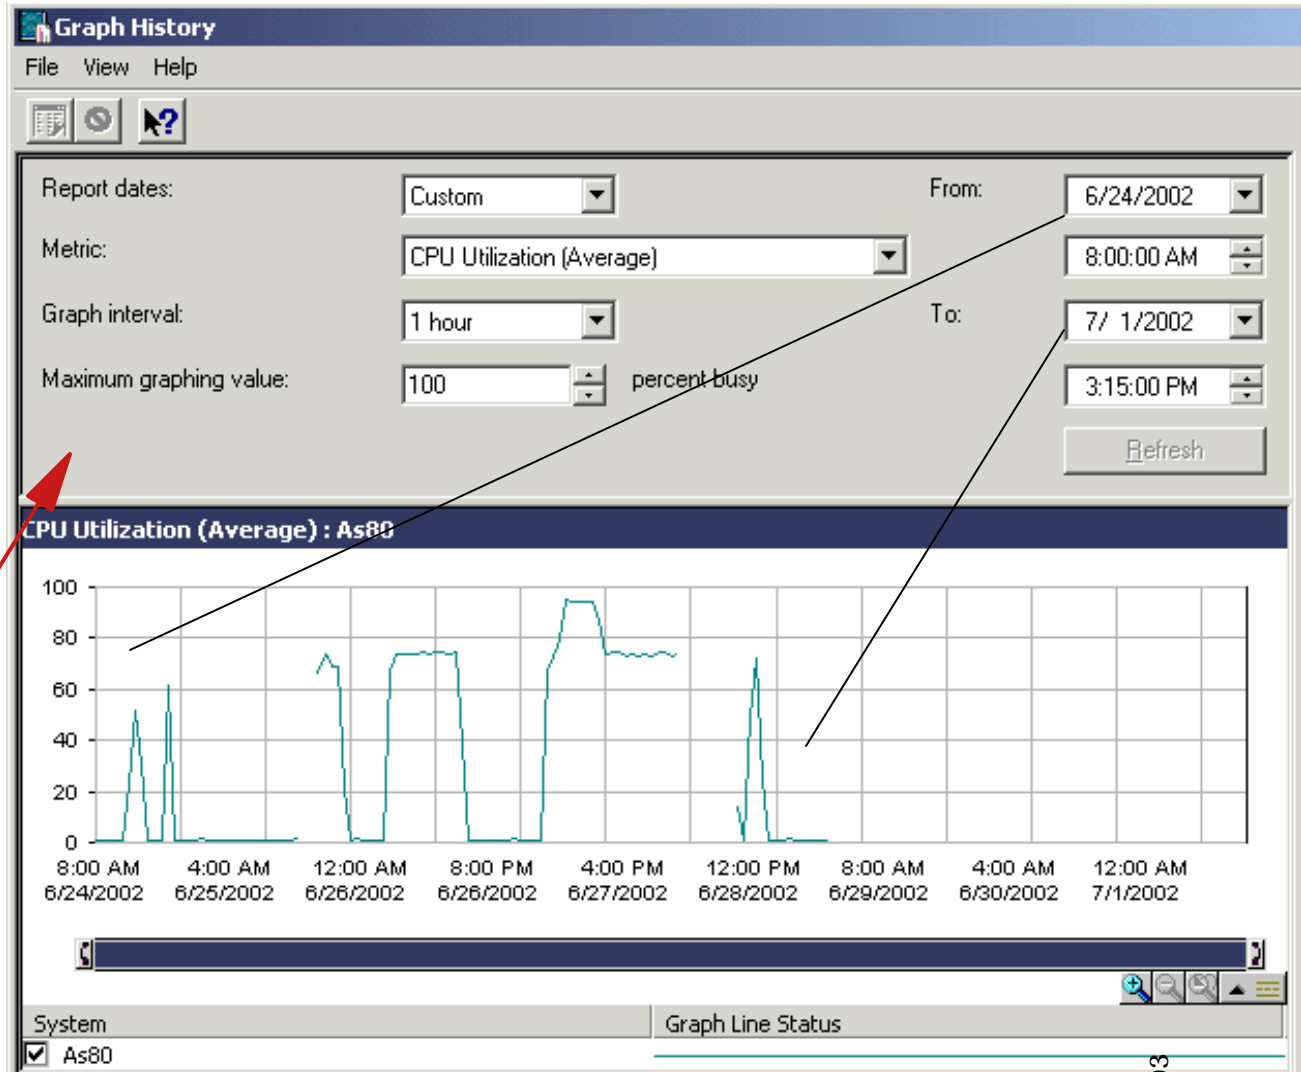 Graph History
File View Help
Report dates: Custom From: 6/24/2002
Metric: CPU Utilization (Average) 8:00:00 AM
Graph interval: 1 hour To: 7/ 1/2002
Maximum graphing value: 100 percent busy 3:15:00 PM
Refresh
CPU Utilization (Average) : As80
100
80
60
40
20
0
8:00 AM 4:00 AM 12:00 AM 8:00 PM 4:00 PM 12:00 PM 8:00 AM 4:00 AM 12:00 AM
6/24/2002 6/25/2002 6/26/2002 6/26/2002 6/27/2002 6/28/2002 6/29/2002 6/30/2002 7/1/2002
System Graph Line Status
As80